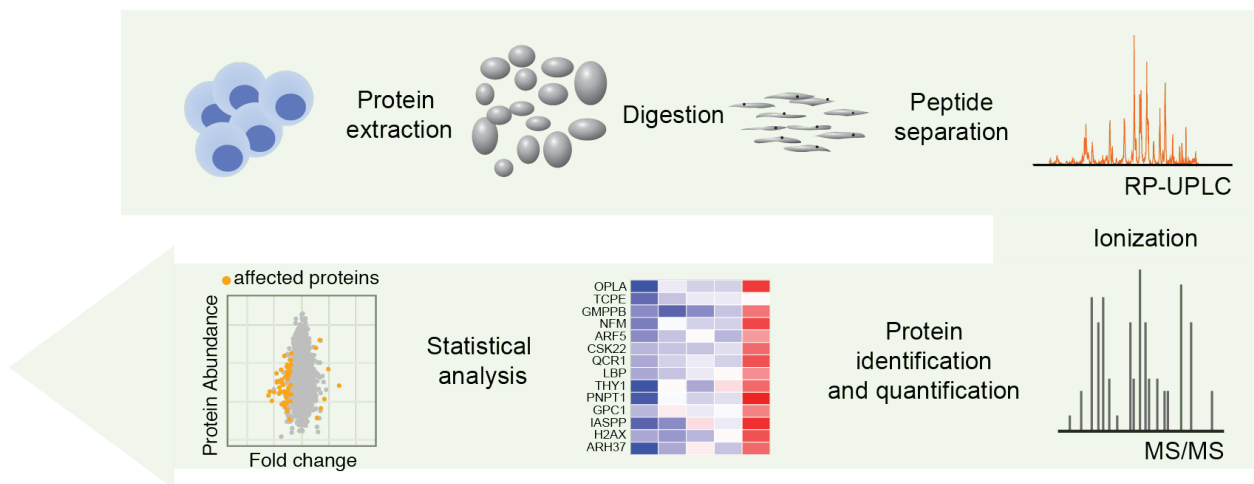 Protein
extraction
Digestion
Peptide
separation
RP-UPLC
Ionization
MS/MS
Protein
identification
and quantification
OPLA
TCPE
GMPPB
NFM
ARF5
CSK22
QCR1
LBP
THY1
PNPT1
GPC1
IASPP
H2AX
ARH37
Statistical
analysis
affected proteins
Protein Abundance
Fold change